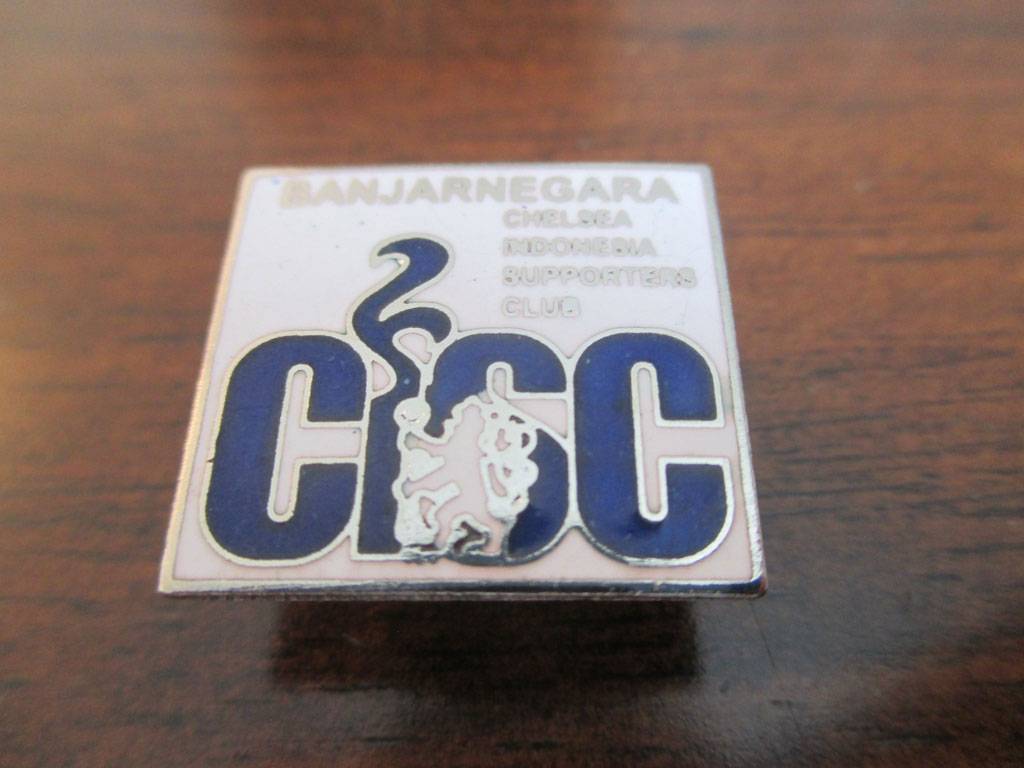 BANJARNEGARA
CHELSEA
INDONESIA
SUPPORTERS
CLUB
CISC